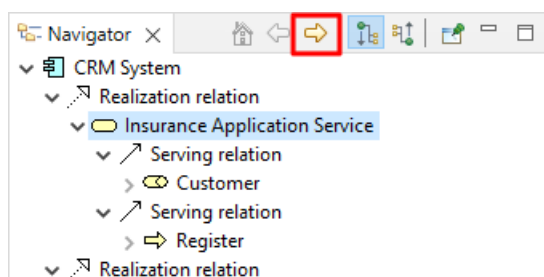 Navigator
CRM System
Realization relation
Insurance Application Service
Serving relation
Customer
Serving relation
Register
Realization relation